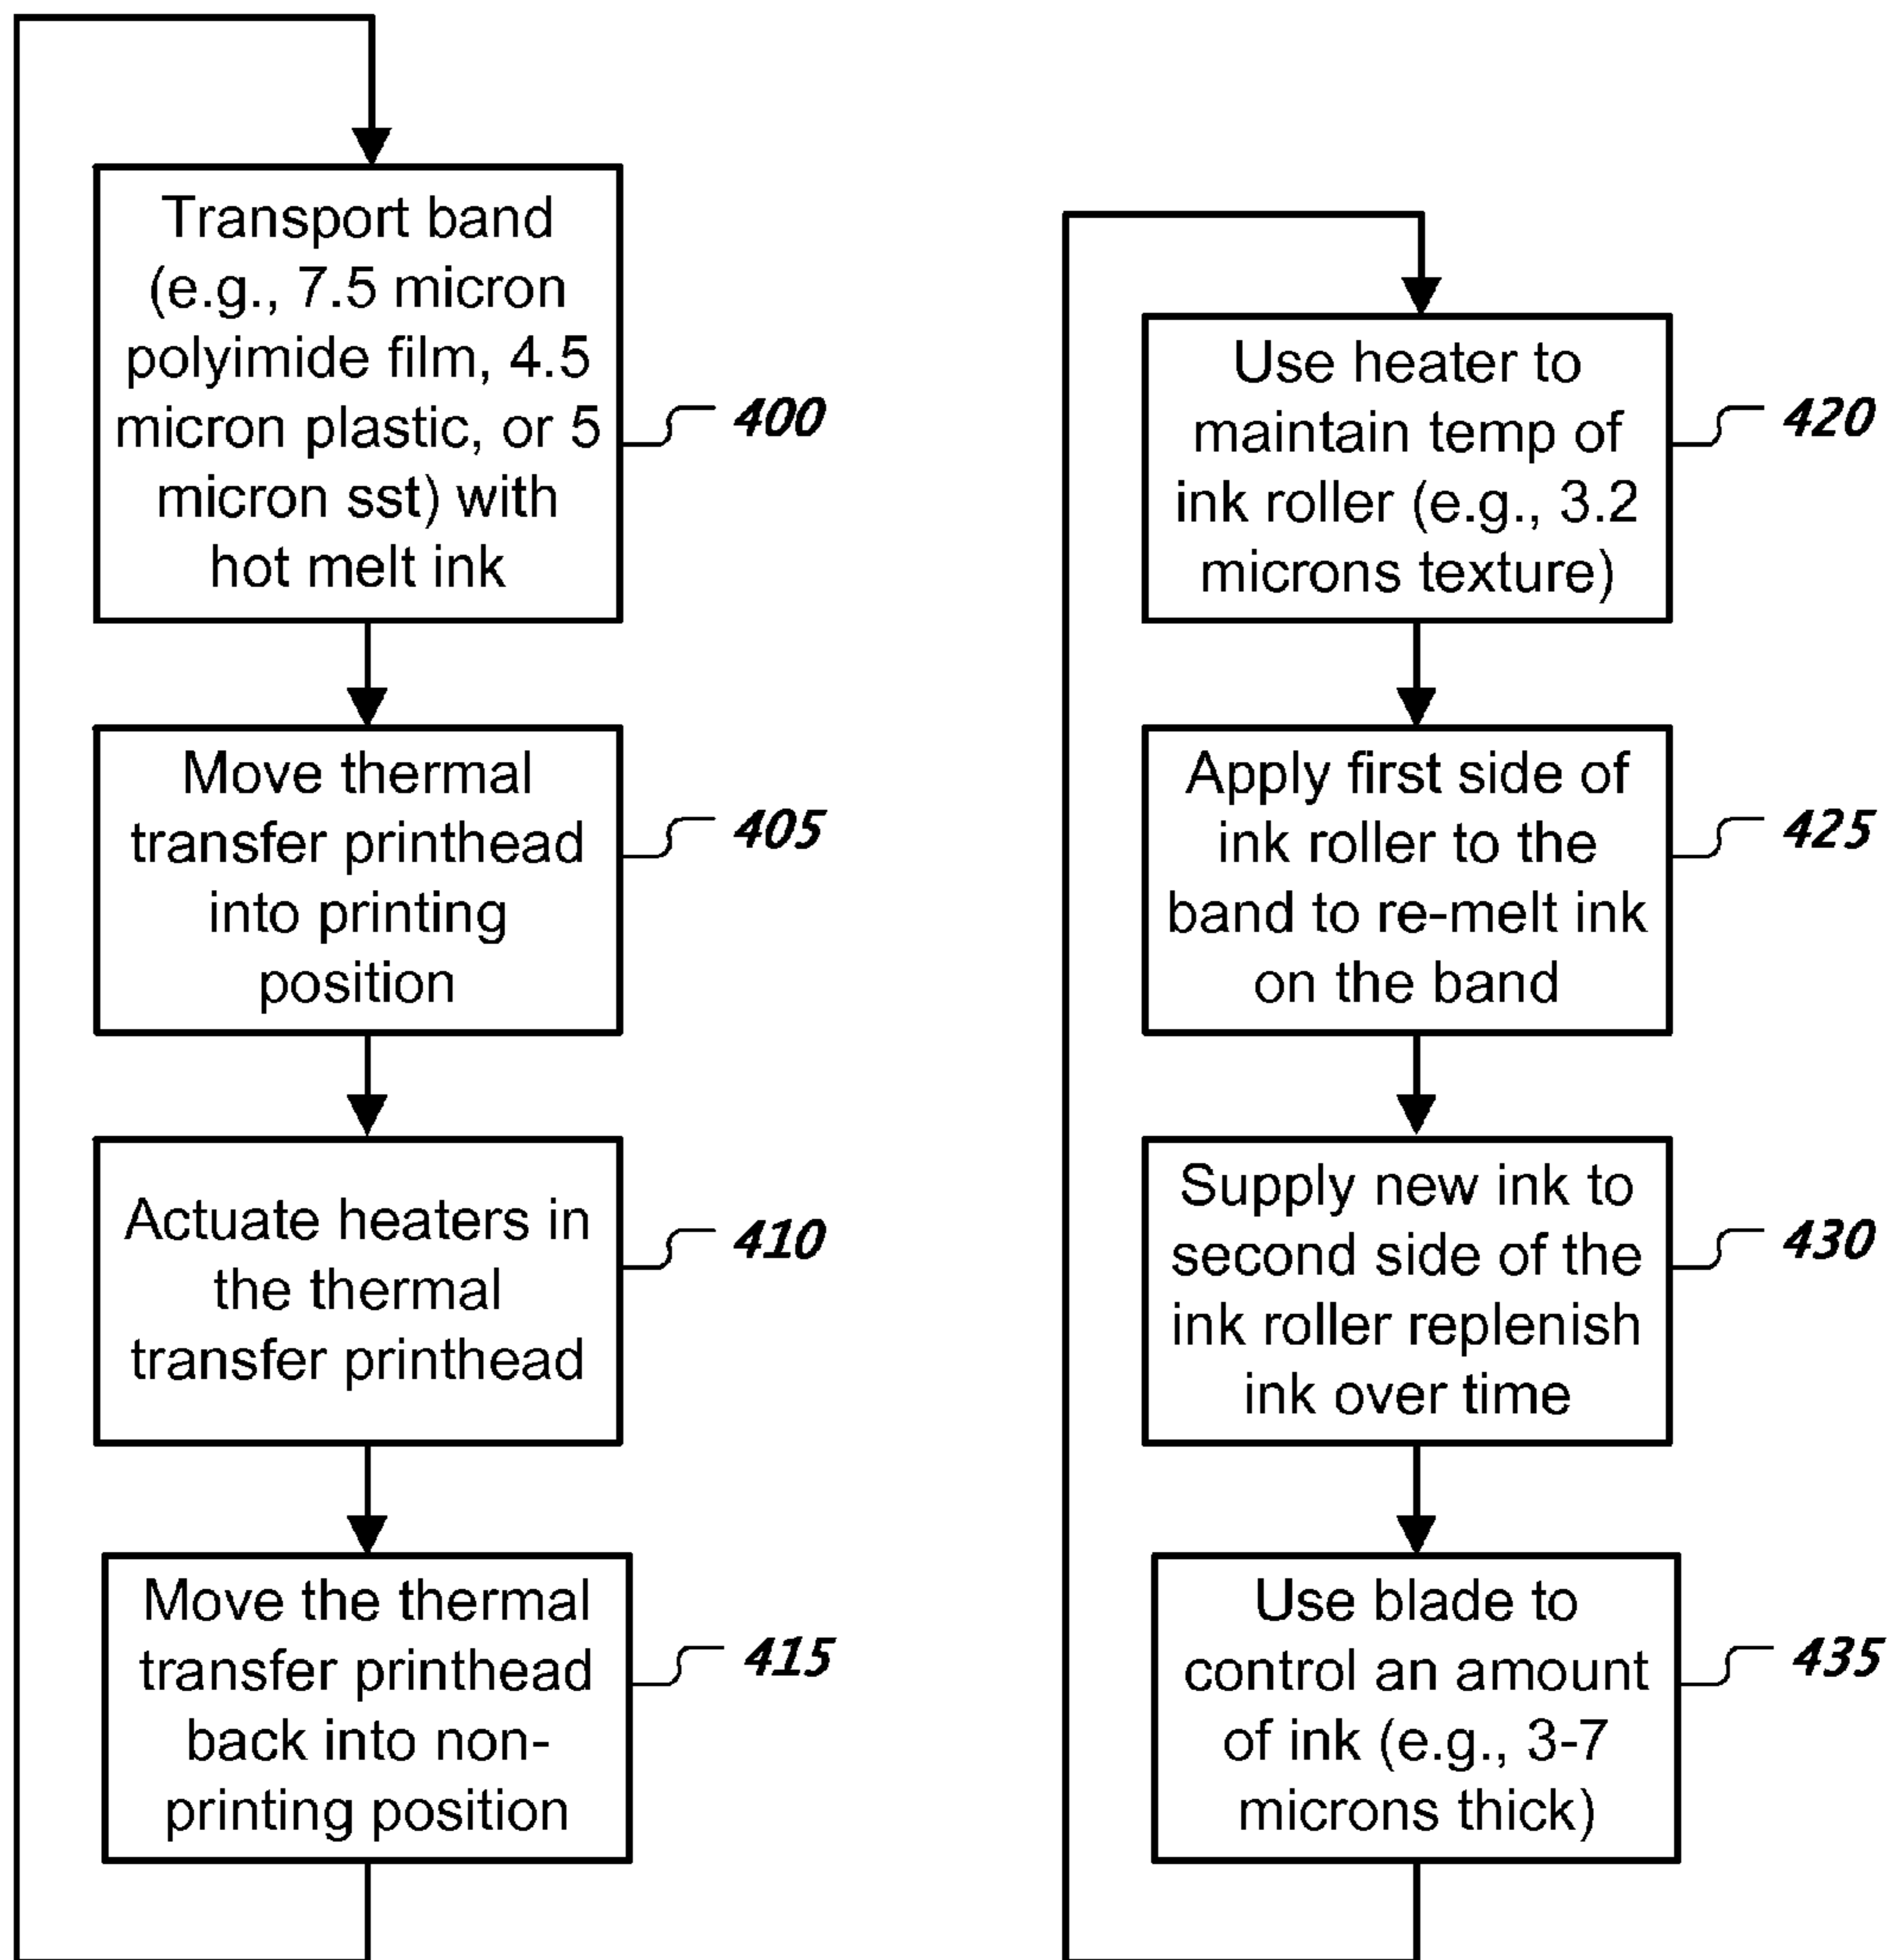 Transport band
(e.g., 7.5 micron
polyimide film, 4.5
micron plastic, or 5
micron sst) with
hot melt ink
400
Move thermal
transfer printhead
into printing
position
405
Actuate heaters in
the thermal
transfer printhead
410
Move the thermal
transfer printhead
back into non-
printing position
415
Use heater to
maintain temp of
ink roller (e.g., 3.2
microns texture)
420
Apply first side of
ink roller to the
band to re-melt ink
on the band
425
Supply new ink to
second side of the
ink roller replenish
ink over time
430
Use blade to
control an amount
of ink (e.g., 3-7
microns thick)
435